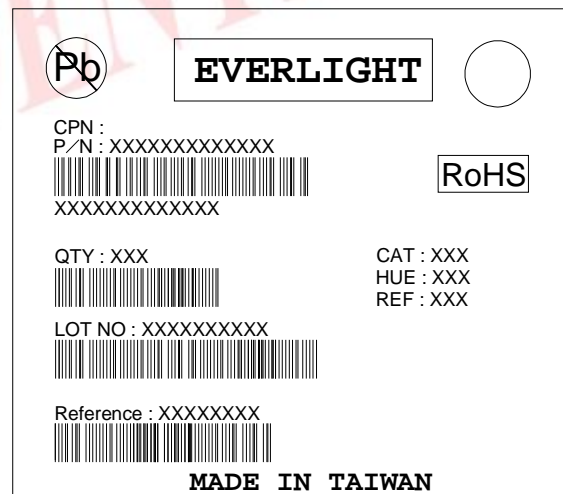 Pb
EVERLIGHT
CPN :
P/N : XXXXXXXXXXXXX
RoHS
XXXXXXXXXXXXX
QTY : XXX
CAT : XXX
HUE : XXX
REF : XXX
LOT NO : XXXXXXXXXX
Reference : XXXXXXXX
MADE IN TAIWAN